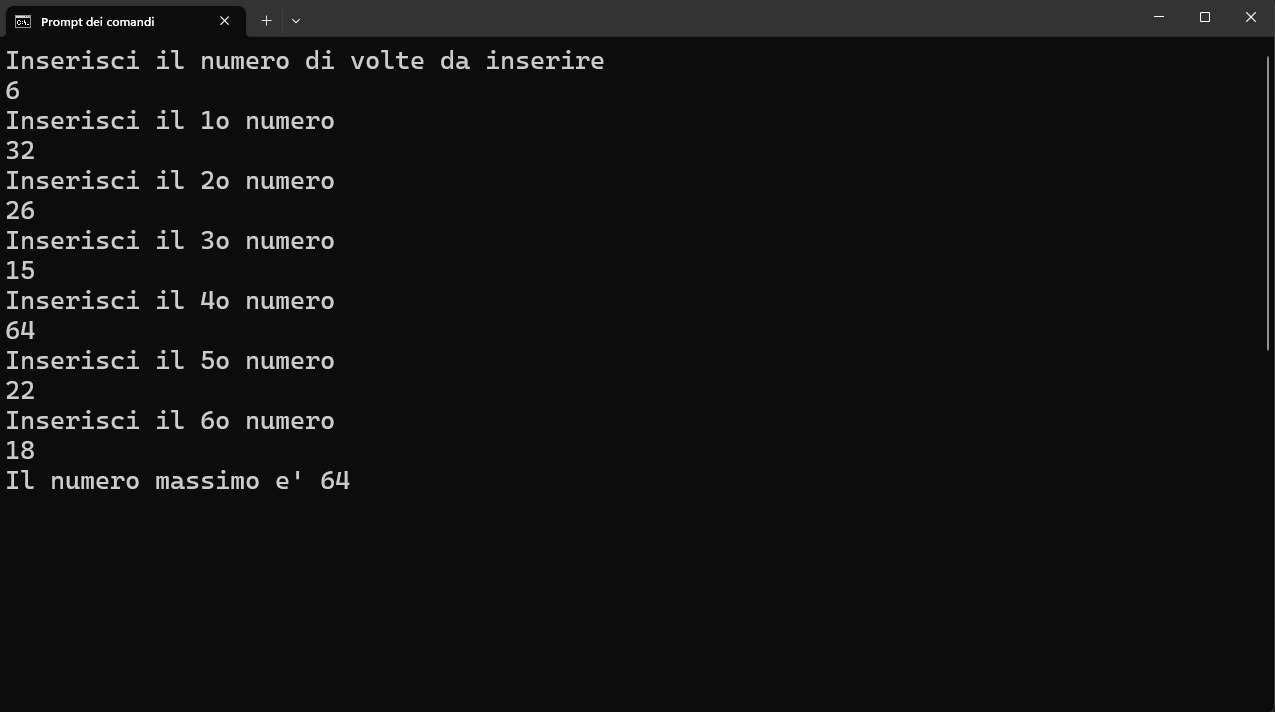 Prompt dei comandi
Inserisci il numero di volte da inserire
6
Inserisci il 1o numero
32
Inserisci il 2o numero
26
Inserisci il 3o numero
15
Inserisci il 4o numero
64
Inserisci il 5o numero
22
Inserisci il 6o numero
18
Il numero massimo e' 64